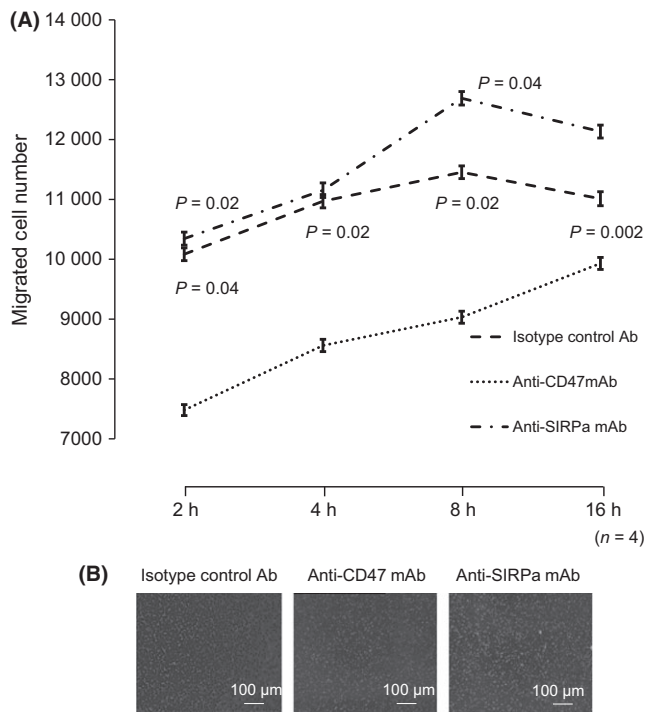 (A)
14 000
13 000
12 000
11 000
10 000
9000
8000
7000
Migrated cell number
P = 0.04
P = 0.02
P = 0.02
P = 0.02
P = 0.002
P = 0.04
Isotype control Ab
Anti-CD47mAb
Anti-SIRPa mAb
2 h 4 h 8 h 16 h
(n = 4)
(B)
Isotype control Ab Anti-CD47 mAb Anti-SIRPa mAb
100 µm 100 µm 100 µm